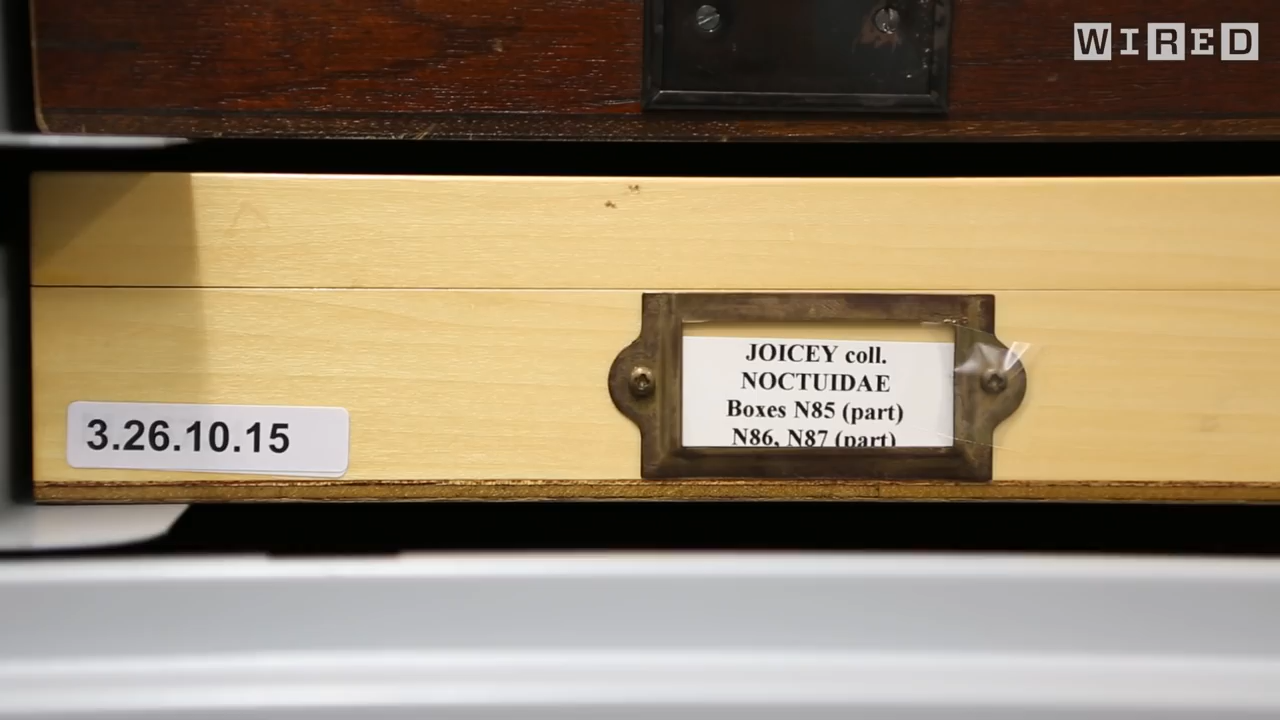 WIRED
JOICEY coll.
NOCTUIDAE
Boxes N85 (part)
N86, N87 (part)
3.26.10.15